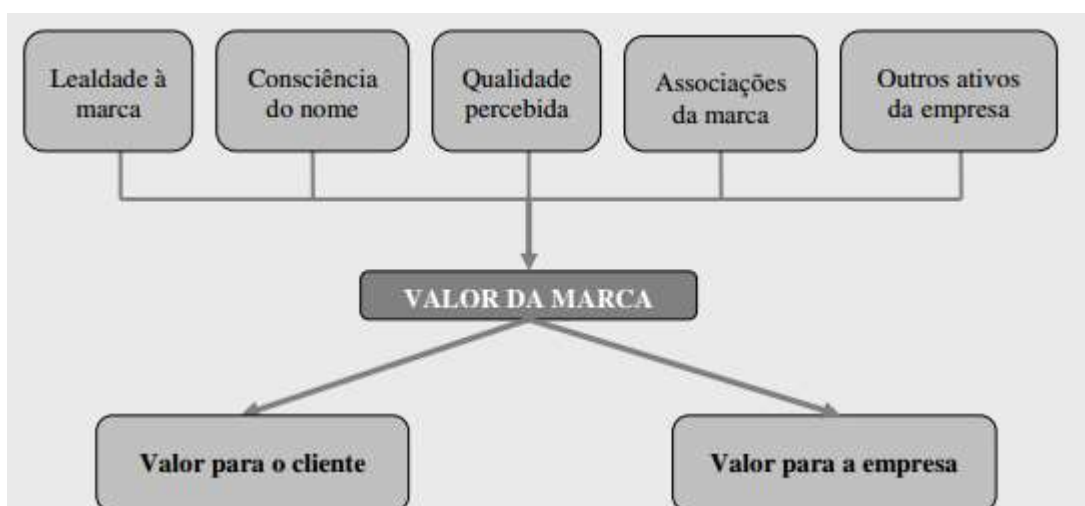 Lealdade à
marca
Consciência
do nome
Qualidade
percebida
Associações
da marca
Outros ativos
da empresa
VALOR DA MARCA
Valor para o cliente
Valor para a empresa